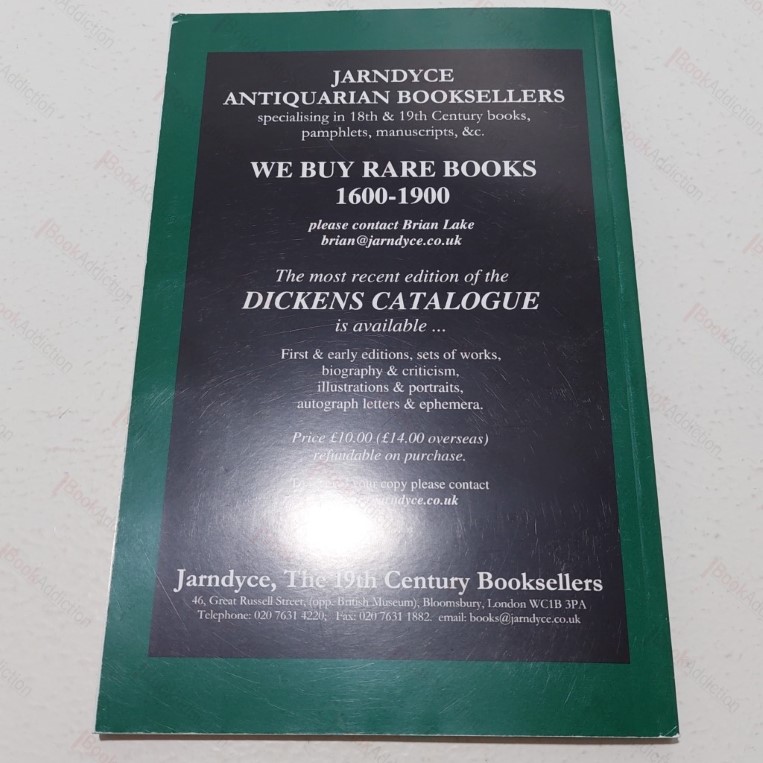 JARNDYCE
ANTIQUARIAN BOOKSELLERS
specialising in 18th & 19th Century books,
pamphlets, manuscripts, &c.
WE BUY RARE BOOKS
1600-1900
please contact Brian Lake
brian@jarndyce.co.uk
The most recent edition of the
DICKENS CATALOGUE
is available ...
First & early editions, sets of works,
biography & criticism,
illustrations & portraits,
autograph letters & ephemera.
Price £10.00 (£14.00 overseas)
refundable on purchase.
your copy please contact
Jarndyce, The 19th Century Booksellers
46, Great Russell Street, (opp. British Museum), Bloomsbury, London WC1B 3PA
Telephone: 020 7631 4220; Fax: 020 7631 1882. email: books@jarndyce.co.uk
BookAddiction